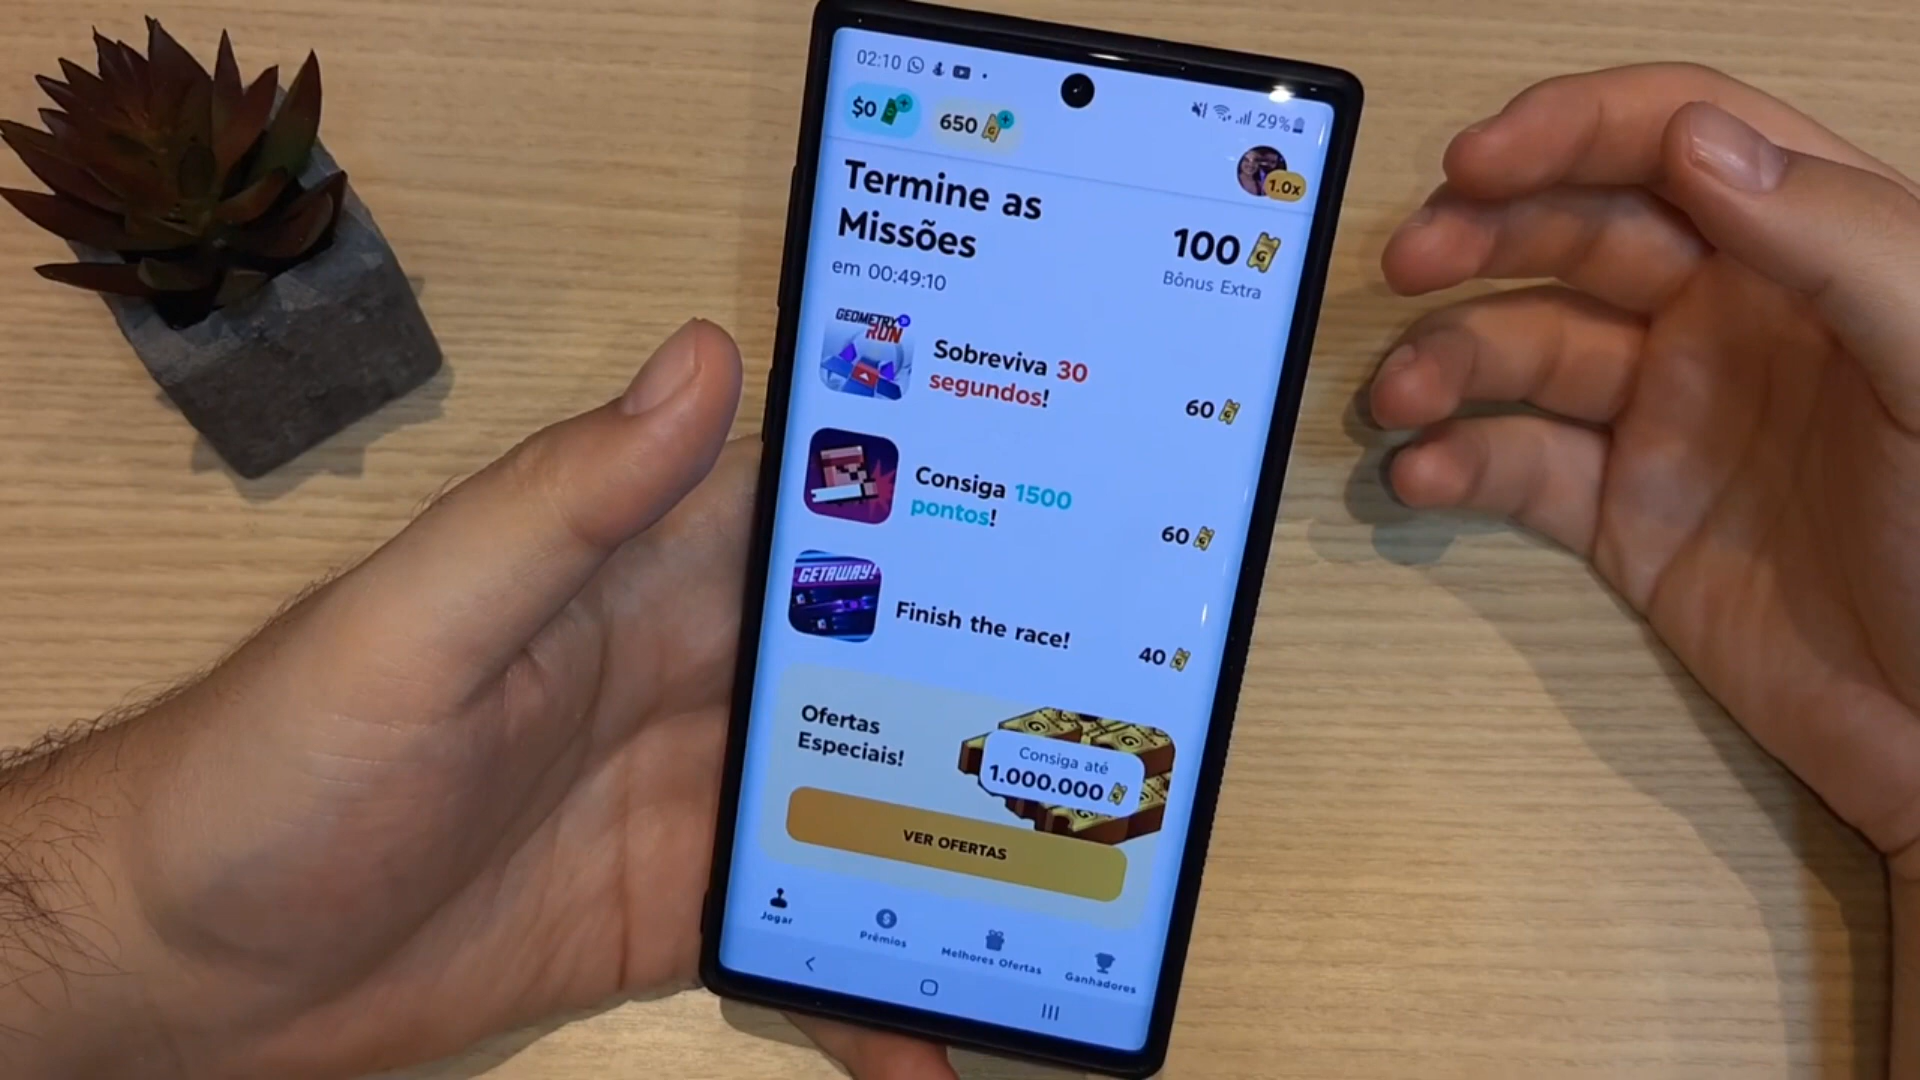 02:10
29%
$0
650
1.0x
Termine as
Missões
em 00:49:10
100
Bônus Extra
GEOMETRY
RUN
Sobreviva 30
segundos!
60
Consiga 1500
pontos!
60
GETAWAY!
Finish the race!
40
Ofertas
Especiais!
Consiga até
1.000.000
VER OFERTAS
Jogar
Prêmios
Melhores Ofertas
Ganhadores